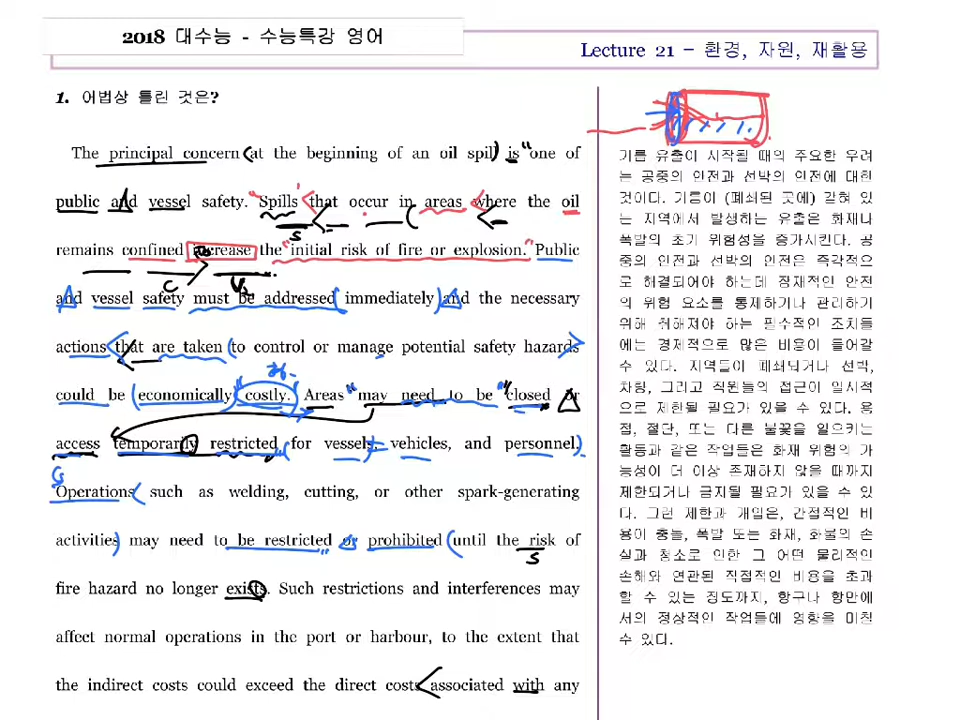 2018 대수능 - 수능특강 영어
Lecture 21 – 환경, 자원, 재활용
1. 어법상 틀린 것은?
The principal concern at the beginning of an oil spill is one of
public and vessel safety. Spills that occur in areas where the oil
remains confined increase the initial risk of fire or explosion. Public
and vessel safety must be addressed immediately and the necessary
actions that are taken to control or manage potential safety hazards
could be economically costly. Areas may need to be closed or
access temporarily restricted for vessels, vehicles, and personnel.
Operations such as welding, cutting, or other spark-generating
activities may need to be restricted or prohibited until the risk of
fire hazard no longer exists. Such restrictions and interferences may
affect normal operations in the port or harbour, to the extent that
the indirect costs could exceed the direct costs associated with any
기름 유출이 시작될 때의 주요한 우려
는 공중의 안전과 선박의 안전에 대한
것이다. 기름이 (폐쇄된 곳에) 갇혀 있
는 지역에서 발생하는 유출은 화재나
폭발의 초기 위험성을 증가시킨다. 공
중의 안전과 선박의 안전은 즉각적으
로 해결되어야 하는데 잠재적인 안전
의 위험 요소를 통제하거나 관리하기
위해 취해져야 하는 필수적인 조치들
에는 경제적으로 많은 비용이 들어갈
수 있다. 지역들이 폐쇄되거나 선박,
차량, 그리고 직원들의 접근이 일시적
으로 제한될 필요가 있을 수 있다. 용
접, 절단, 또는 다른 불꽃을 일으키는
활동과 같은 작업들은 화재 위험의 가
능성이 더 이상 존재하지 않을 때까지
제한되거나 금지될 필요가 있을 수 있
다. 그런 제한과 개입은, 간접적인 비
용이 충돌, 폭발 또는 화재, 화물의 손
실과 청소로 인한 그 어떤 물리적인
손해와 연관된 직접적인 비용을 초과
할 수 있는 정도까지, 항구나 항만에
서의 정상적인 작업들에 영향을 미칠
수 있다.